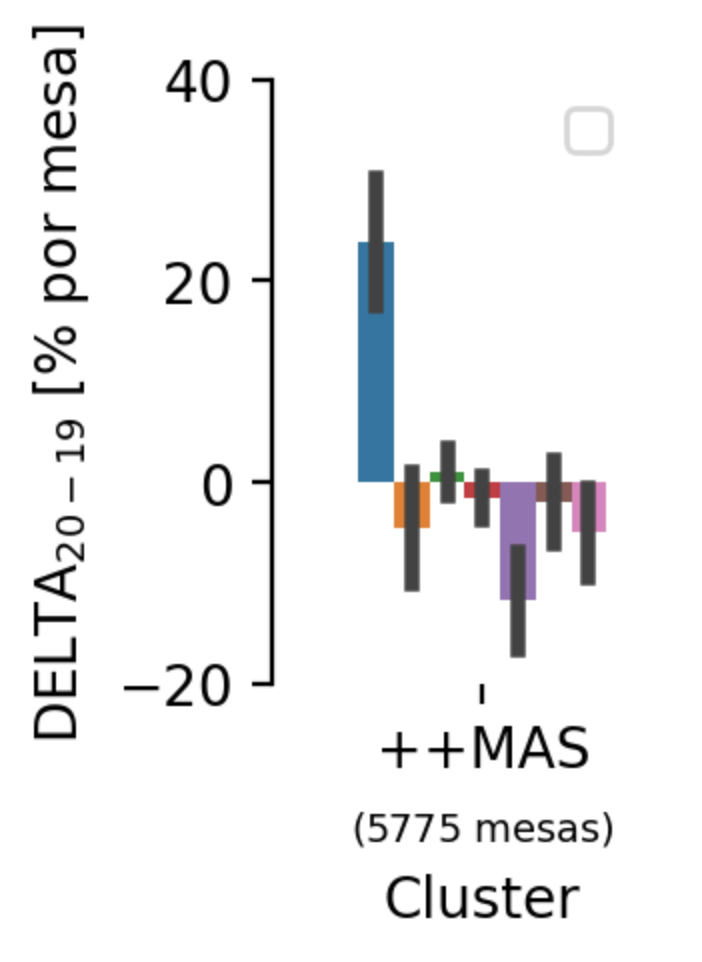 DELTA₂₀₋₁₉ [% por mesa]
40
20
0
−20
++MAS
(5775 mesas)
Cluster